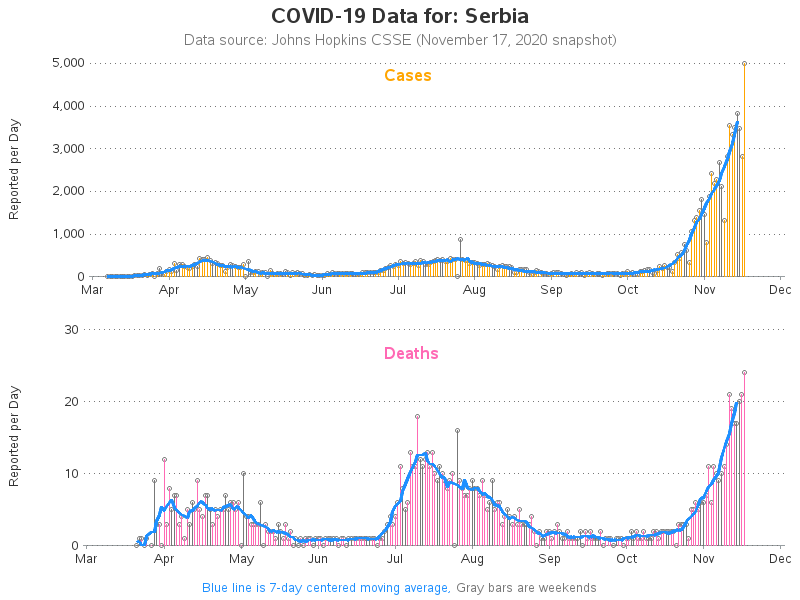 COVID-19 Data for: Serbia
Data source: Johns Hopkins CSSE (November 17, 2020 snapshot)
Cases
Reported per Day
5,000
4,000
3,000
2,000
1,000
0
Mar Apr May Jun Jul Aug Sep Oct Nov Dec
Deaths
Reported per Day
30
20
10
0
Mar Apr May Jun Jul Aug Sep Oct Nov Dec
Blue line is 7-day centered moving average, Gray bars are weekends